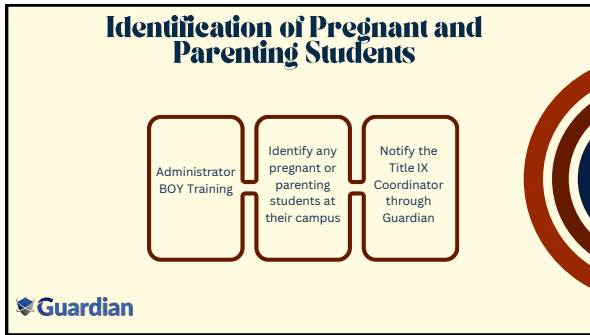 Identification of Pregnant and
Parenting Students
Administrator
BOY Training
Identify any
pregnant or
parenting
students at
their campus
Notify the
Title IX
Coordinator
through
Guardian
Guardian